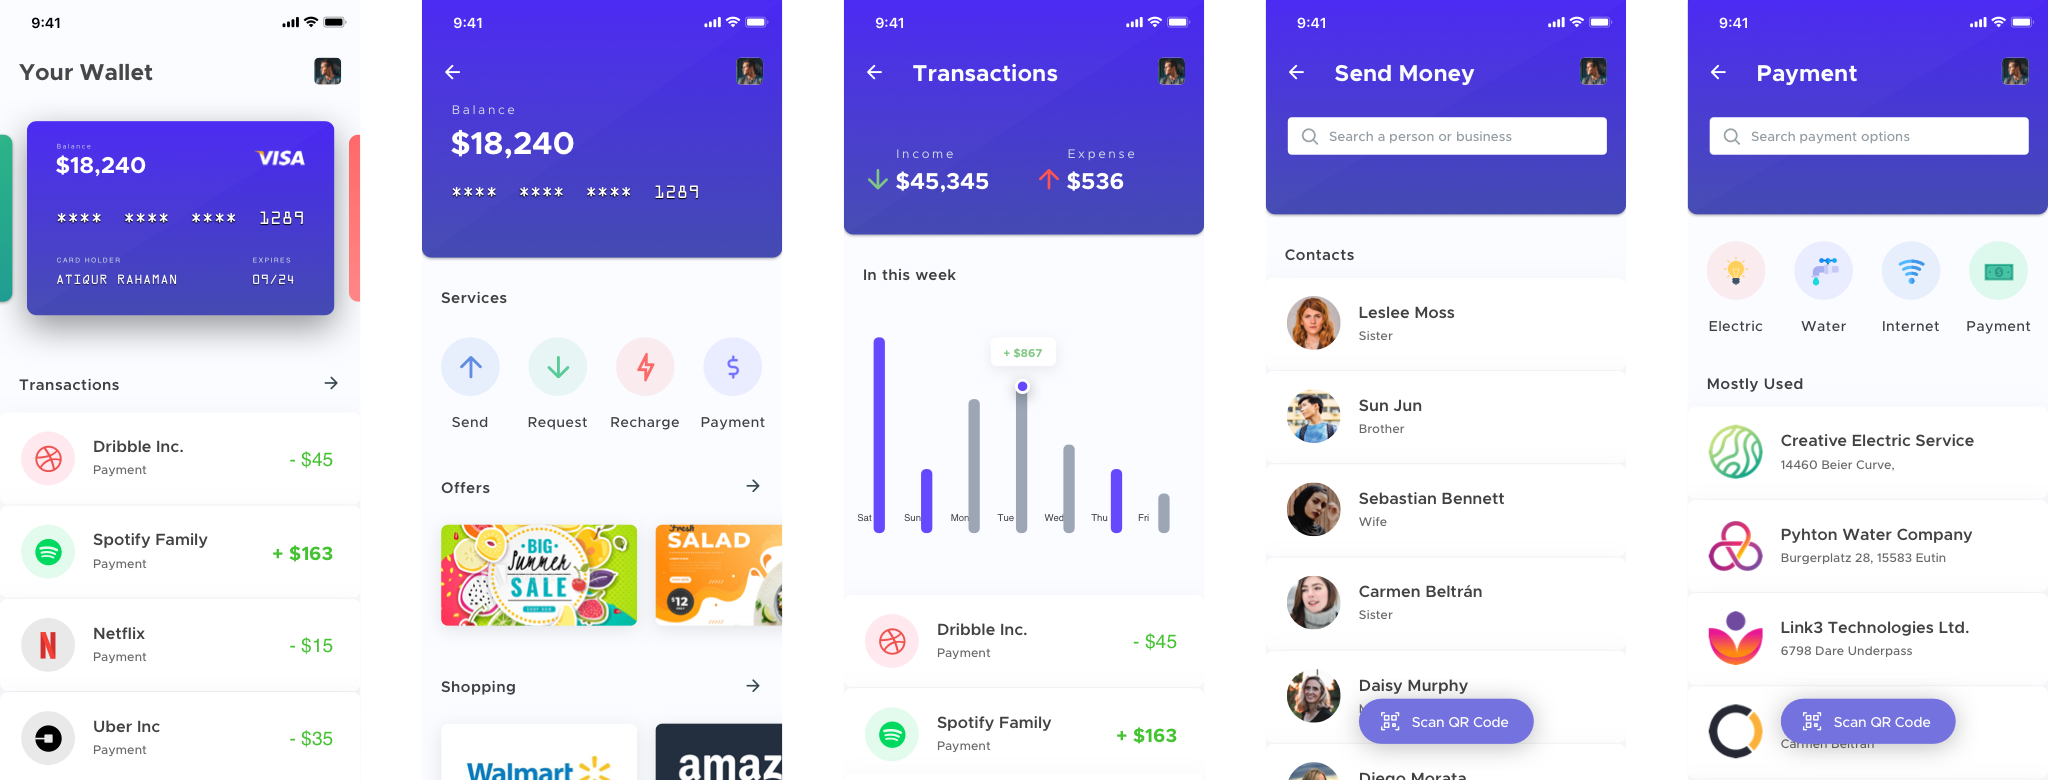 9:41
Your Wallet
Balance
$18,240
VISA
**** **** **** 1289
CARD HOLDER
EXPIRES
ATIQUR RAHAMAN
09/24
Transactions
Dribble Inc.
Payment
- $45
Spotify Family
Payment
+ $163
Netflix
Payment
- $15
Uber Inc
Payment
- $35
9:41
Balance
$18,240
**** **** **** 1289
Services
Send
Request
Recharge
Payment
Offers
BIG
Summer
SALE
SHOP NOW
Fresh
SALAD
$12
Shopping
Walmart
amaz
9:41
Transactions
Income
$45,345
Expense
$536
In this week
+ $867
Sat
Sun
Mon
Tue
Wed
Thu
Fri
Dribble Inc.
Payment
- $45
Spotify Family
Payment
+ $163
9:41
Send Money
Search a person or business
Contacts
Leslee Moss
Sister
Sun Jun
Brother
Sebastian Bennett
Wife
Carmen Beltrán
Sister
Daisy Murphy
Scan QR Code
Diego Morata
9:41
Payment
Search payment options
Electric
Water
Internet
Payment
Mostly Used
Creative Electric Service
14460 Beier Curve,
Pyhton Water Company
Burgerplatz 28, 15583 Eutin
Link3 Technologies Ltd.
6798 Dare Underpass
Scan QR Code
Carmen Beltrán